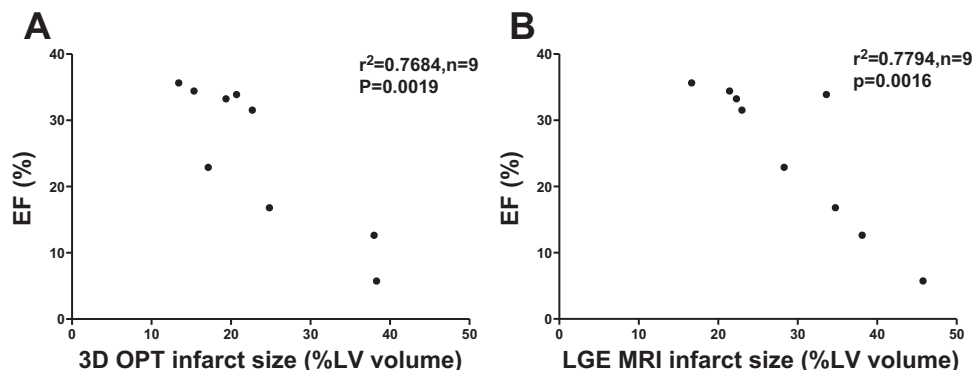 A
40
30
20
10
0
EF (%)
r²=0.7684,n=9
P=0.0019
0 10 20 30 40 50
3D OPT infarct size (%LV volume)
B
40
30
20
10
0
EF (%)
r²=0.7794,n=9
p=0.0016
0 10 20 30 40 50
LGE MRI infarct size (%LV volume)